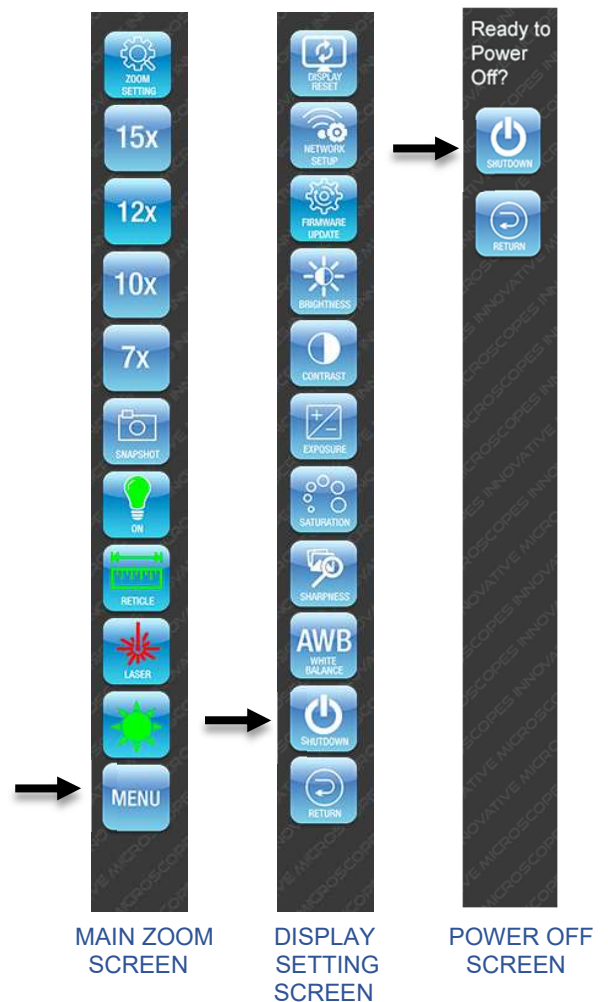 ZOOM
SETTING
15x
12x
10x
7x
SNAPSHOT
ON
RETICLE
LASER
MENU
MAIN ZOOM
SCREEN
DISPLAY
RESET
NETWORK
SETUP
FIRMWARE
UPDATE
BRIGHTNESS
CONTRAST
EXPOSURE
SATURATION
SHARPNESS
AWB
WHITE
BALANCE
SHUTDOWN
RETURN
DISPLAY
SETTING
SCREEN
Ready to
Power
Off?
SHUTDOWN
RETURN
POWER OFF
SCREEN